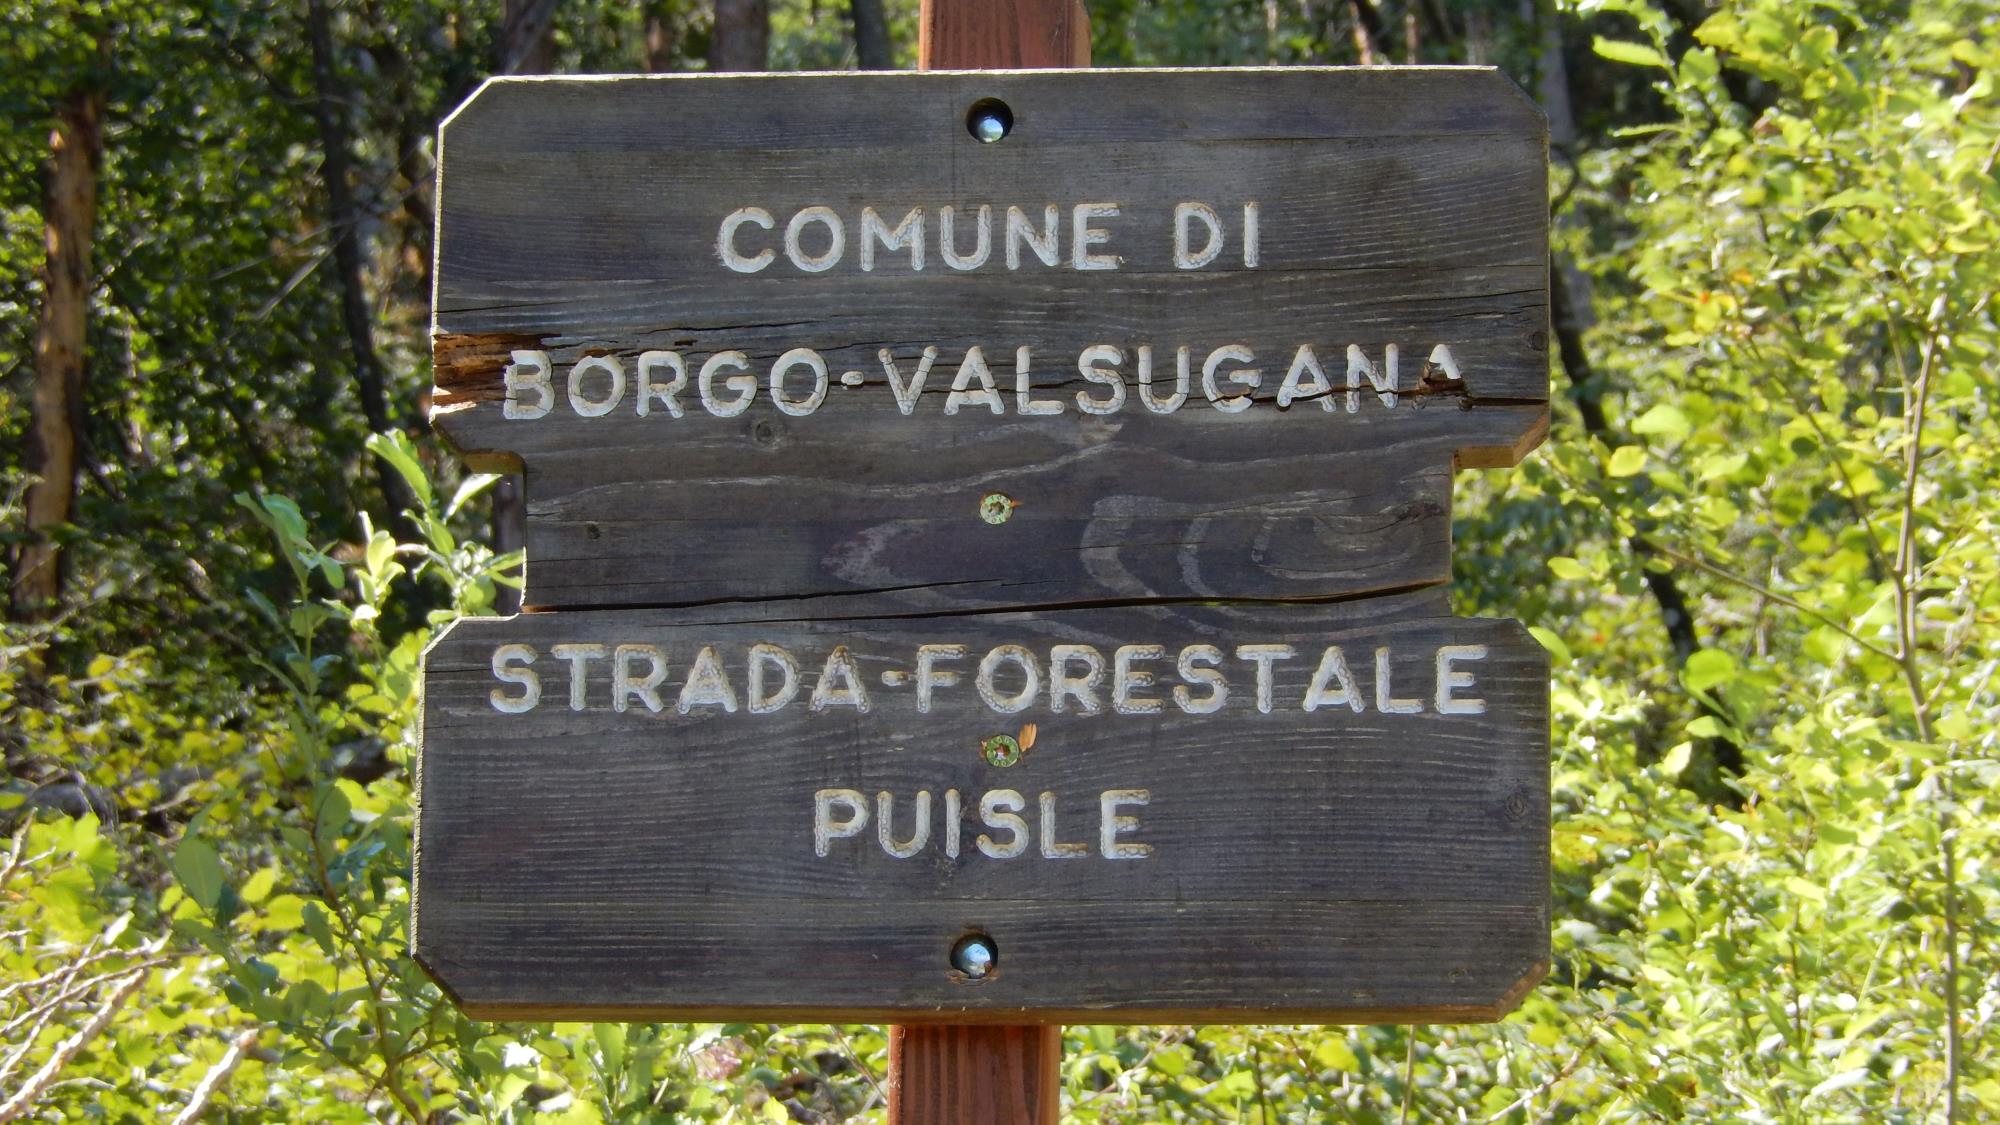 COMUNE DI
BORGO-VALSUGANA
STRADA-FORESTALE
PUISLE